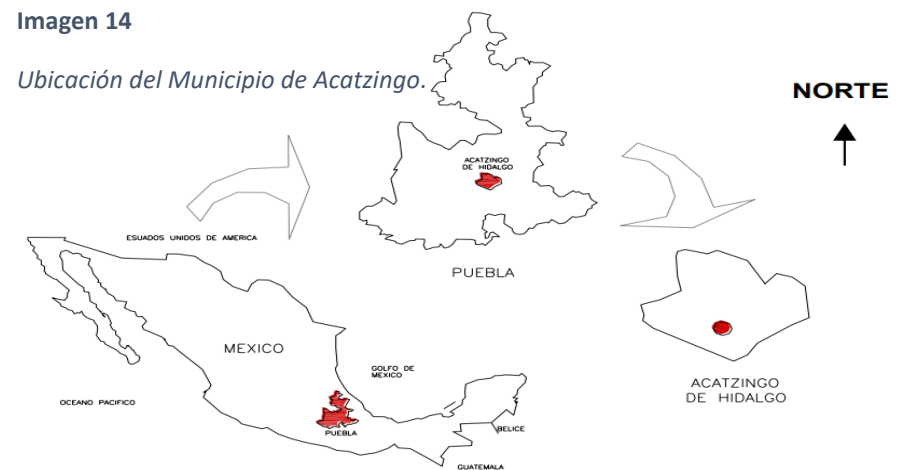 Imagen 14
Ubicación del Municipio de Acatzingo.
NORTE
ACATZINGO
DE HIDALGO
PUEBLA
ESUADOS UNIDOS DE AMERICA
MEXICO
GOLFO DE
MEXICO
OCEANO PACIFICO
PUEBLA
BELICE
GUATEMALA
ACATZINGO
DE HIDALGO